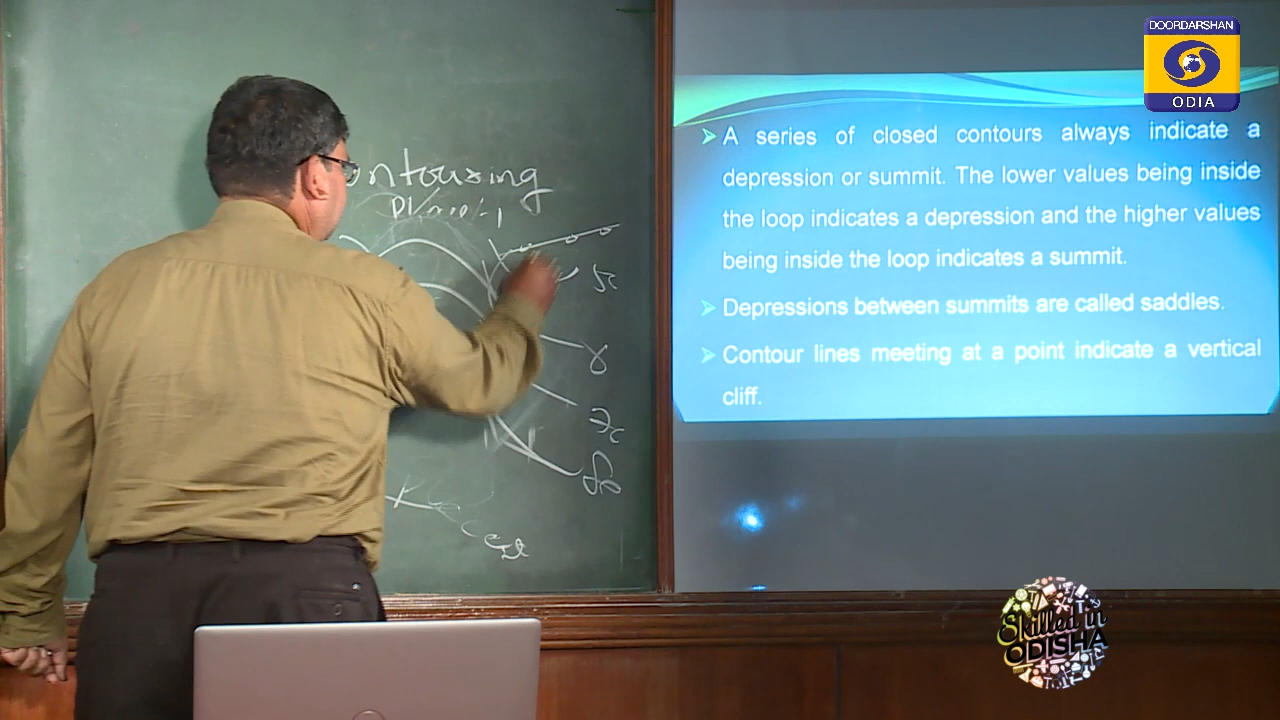 DOORDARSHAN
ODIA
ontouring
➢ A series of closed contours always indicate a
depression or summit. The lower values being inside
the loop indicates a depression and the higher values
being inside the loop indicates a summit.
➢ Depressions between summits are called saddles.
➢ Contour lines meeting at a point indicate a vertical
cliff.
Skilled in
ODISHA